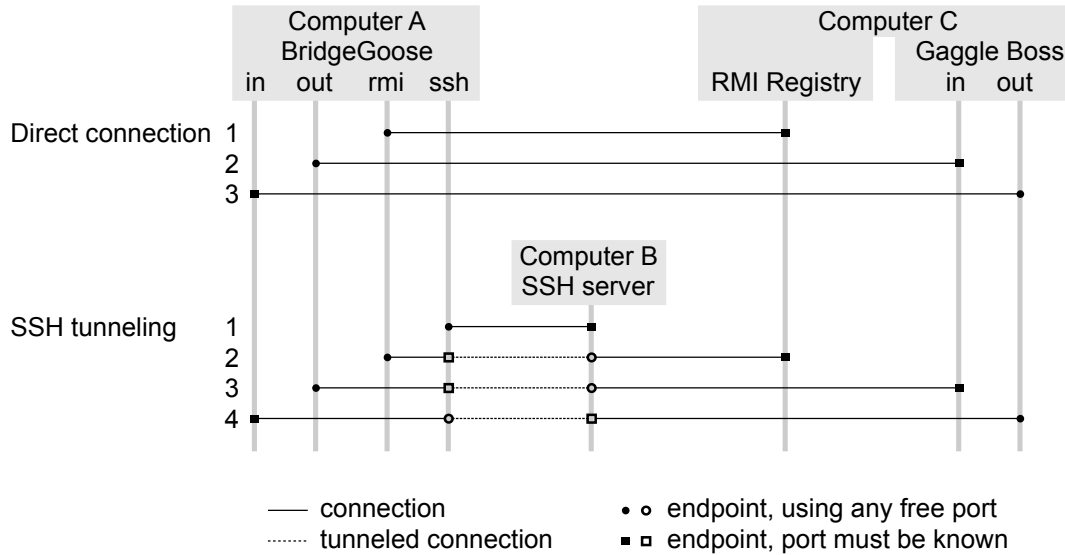 Computer A
BridgeGoose
in out rmi ssh
Computer C
Gaggle Boss
RMI Registry in out
Direct connection 1
2
3
Computer B
SSH server
SSH tunneling 1
2
3
4
connection
tunneled connection
endpoint, using any free port
endpoint, port must be known